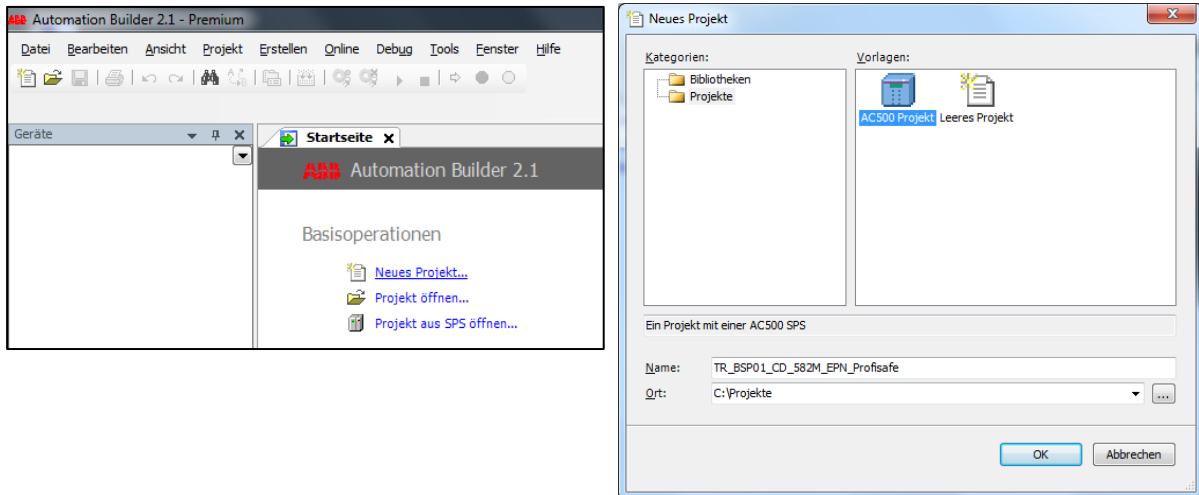 ABB Automation Builder 2.1 - Premium
Datei Bearbeiten Ansicht Projekt Erstellen Online Debug Tools Fenster Hilfe
Geräte
Startseite
ABB Automation Builder 2.1
Basisoperationen
Neues Projekt...
Projekt öffnen...
Projekt aus SPS öffnen...
Neues Projekt
Kategorien:
Bibliotheken
Projekte
Vorlagen:
AC500 Projekt Leeres Projekt
Ein Projekt mit einer AC500 SPS
Name: TR_BSP01_CD_582M_EPN_Profisafe
Ort: C:\Projekte
...
OK Abbrechen